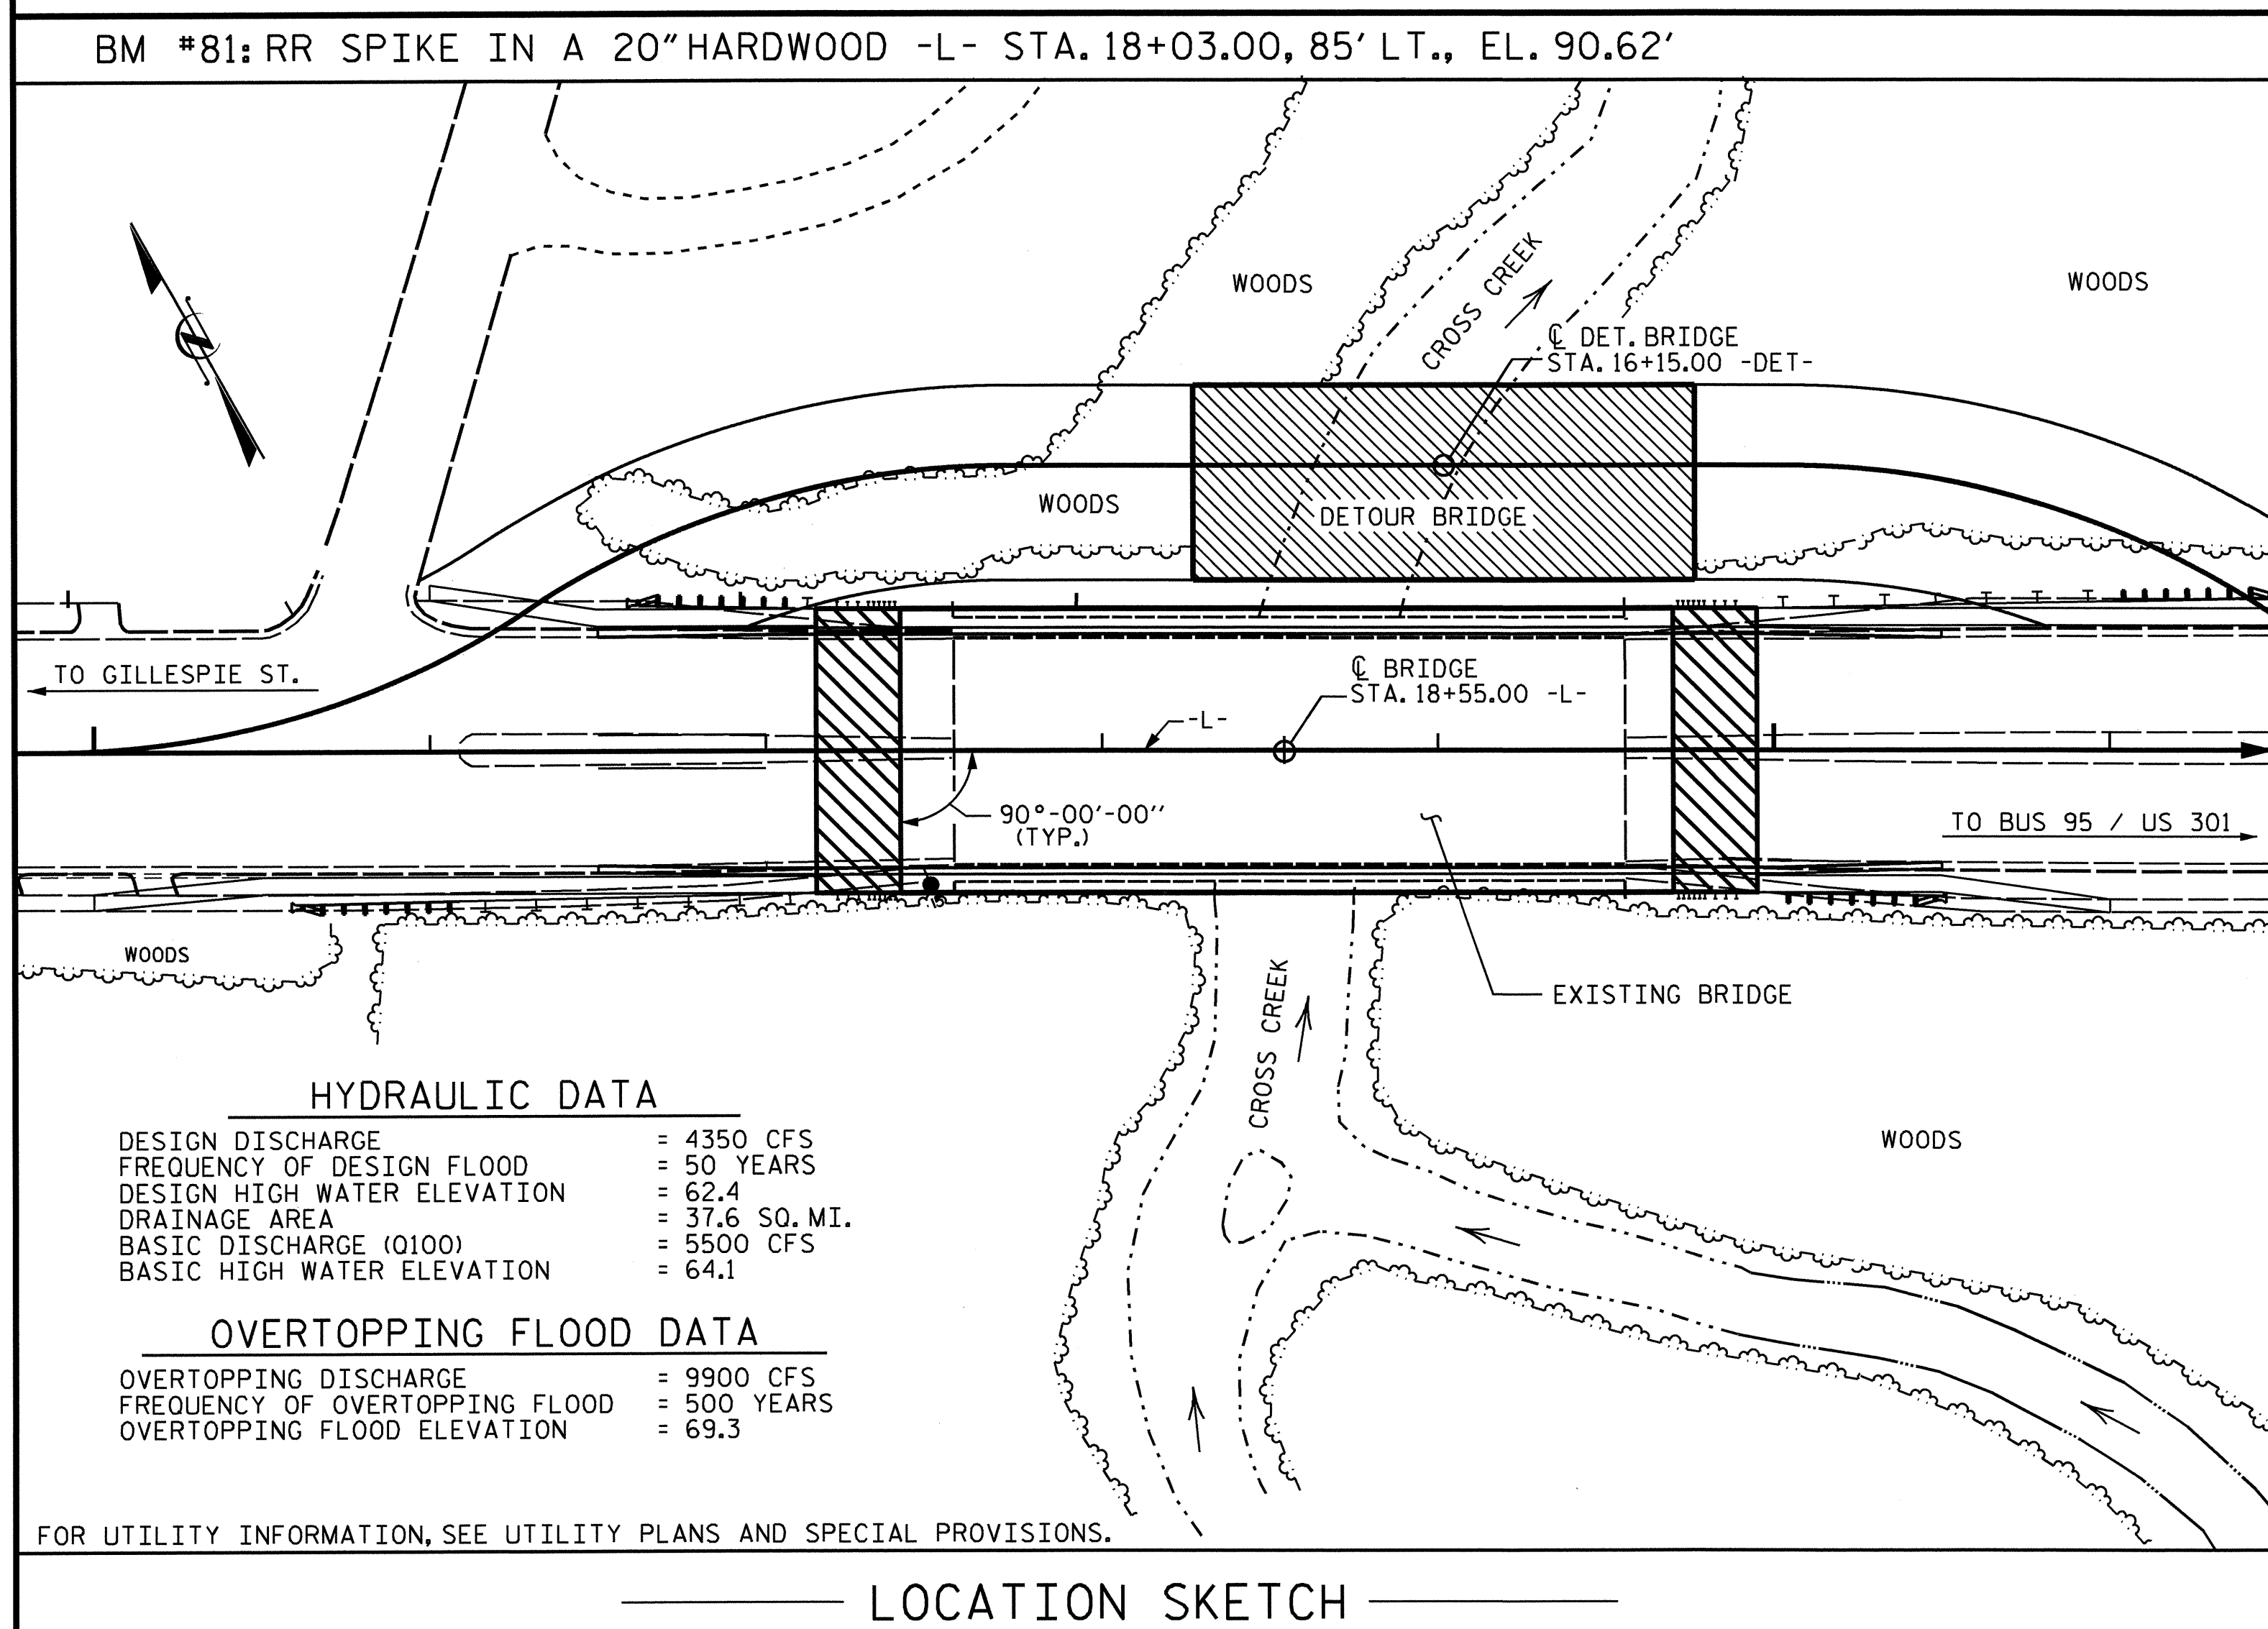 BM #81: RR SPIKE IN A 20" HARDWOOD -L- STA. 18+03.00, 85' LT., EL. 90.62'
WOODS
WOODS
CROSS CREEK
℄ DET. BRIDGE
STA. 16+15.00 -DET-
WOODS
DETOUR BRIDGE
TO GILLESPIE ST.
℄ BRIDGE
STA. 18+55.00 -L-
-L-
90°-00'-00"
(TYP.)
TO BUS 95 / US 301
WOODS
EXISTING BRIDGE
CROSS CREEK
WOODS
HYDRAULIC DATA
DESIGN DISCHARGE = 4350 CFS
FREQUENCY OF DESIGN FLOOD = 50 YEARS
DESIGN HIGH WATER ELEVATION = 62.4
DRAINAGE AREA = 37.6 SQ. MI.
BASIC DISCHARGE (Q100) = 5500 CFS
BASIC HIGH WATER ELEVATION = 64.1
OVERTOPPING FLOOD DATA
OVERTOPPING DISCHARGE = 9900 CFS
FREQUENCY OF OVERTOPPING FLOOD = 500 YEARS
OVERTOPPING FLOOD ELEVATION = 69.3
FOR UTILITY INFORMATION, SEE UTILITY PLANS AND SPECIAL PROVISIONS.
LOCATION SKETCH